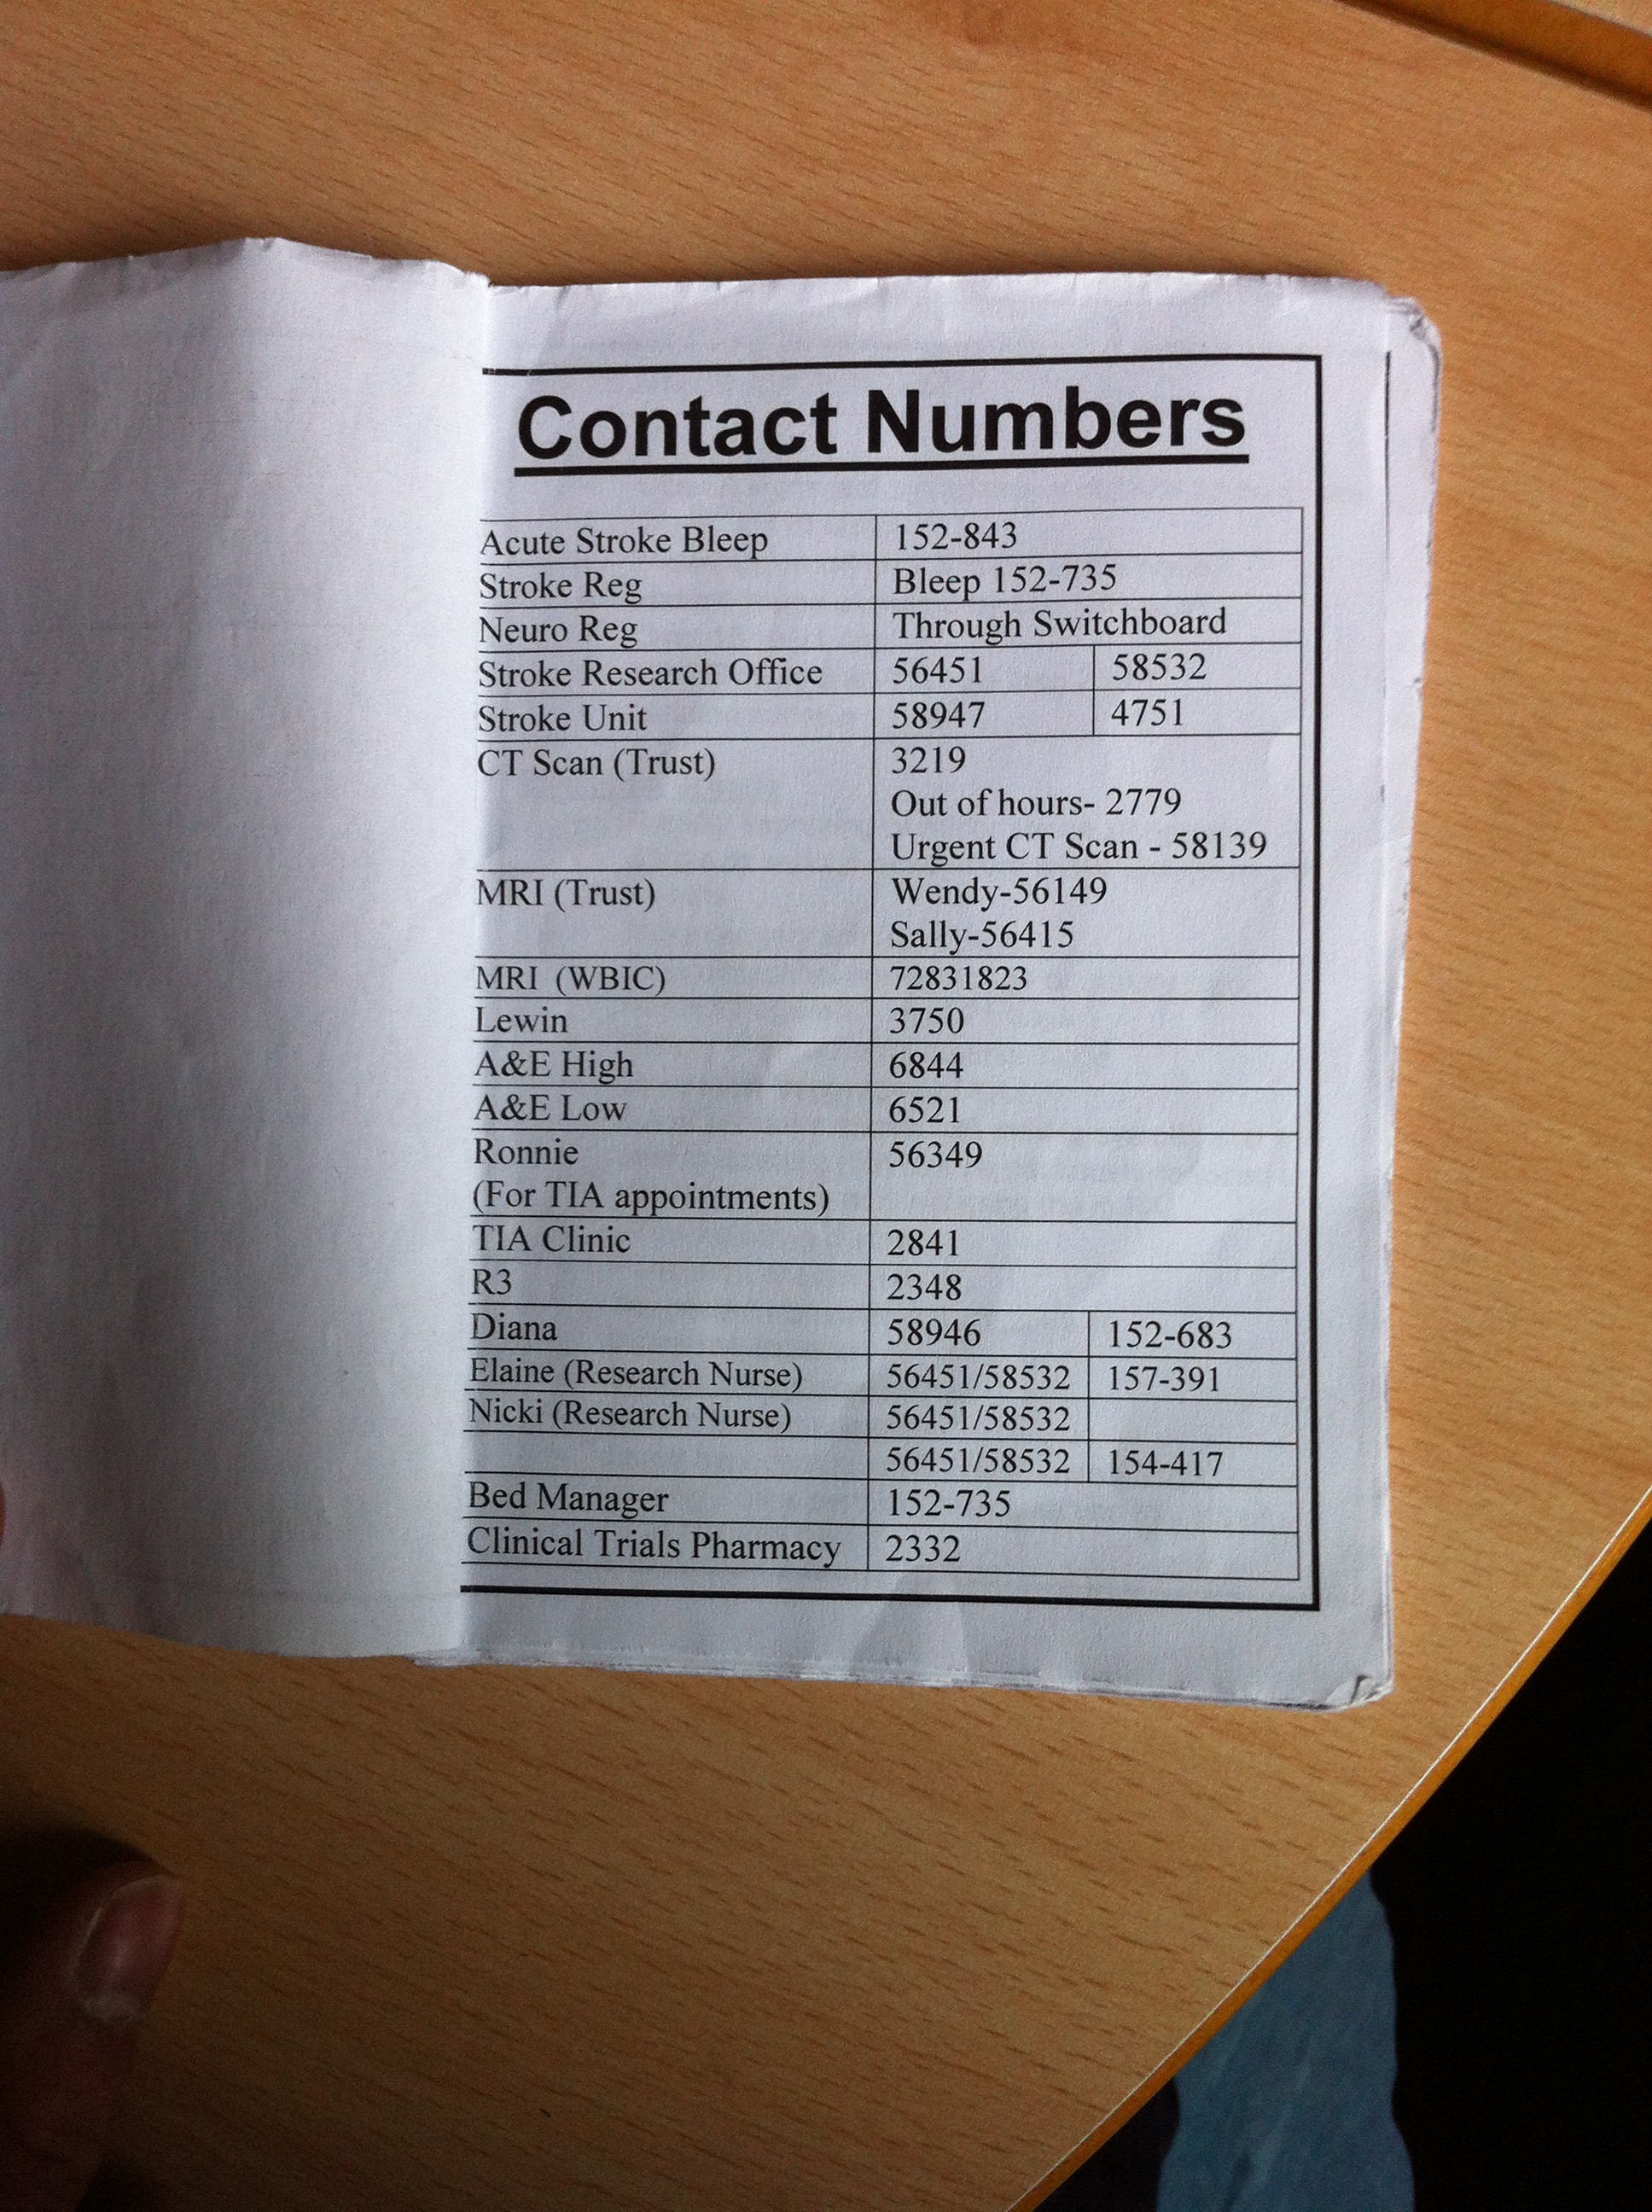 Contact Numbers
Acute Stroke Bleep 152-843
Stroke Reg Bleep 152-735
Neuro Reg Through Switchboard
Stroke Research Office 56451 58532
Stroke Unit 58947 4751
CT Scan (Trust) 3219
Out of hours- 2779
Urgent CT Scan - 58139
MRI (Trust) Wendy-56149
Sally-56415
MRI (WBIC) 72831823
Lewin 3750
A&E High 6844
A&E Low 6521
Ronnie 56349
(For TIA appointments)
TIA Clinic 2841
R3 2348
Diana 58946 152-683
Elaine (Research Nurse) 56451/58532 157-391
Nicki (Research Nurse) 56451/58532
56451/58532 154-417
Bed Manager 152-735
Clinical Trials Pharmacy 2332